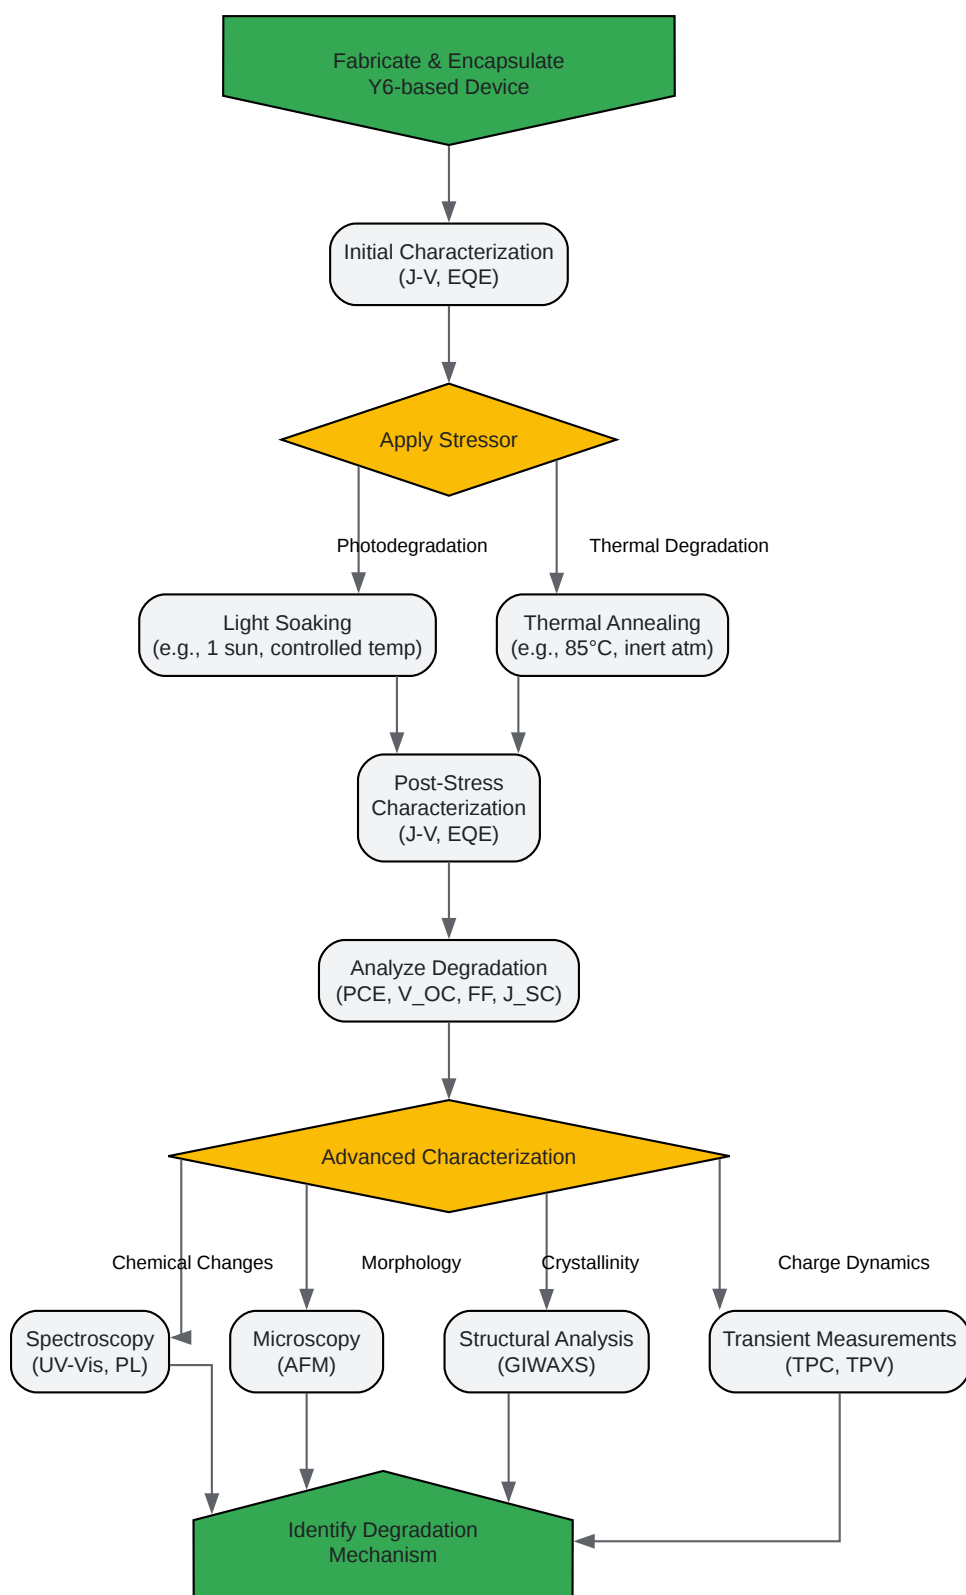 Fabricate & Encapsulate
Y6-based Device
Initial Characterization
(J-V, EQE)
Apply Stressor
Photodegradation
Thermal Degradation
Light Soaking
(e.g., 1 sun, controlled temp)
Thermal Annealing
(e.g., 85°C, inert atm)
Post-Stress
Characterization
(J-V, EQE)
Analyze Degradation
(PCE, V_OC, FF, J_SC)
Advanced Characterization
Chemical Changes
Morphology
Crystallinity
Charge Dynamics
Spectroscopy
(UV-Vis, PL)
Microscopy
(AFM)
Structural Analysis
(GIWAXS)
Transient Measurements
(TPC, TPV)
Identify Degradation
Mechanism